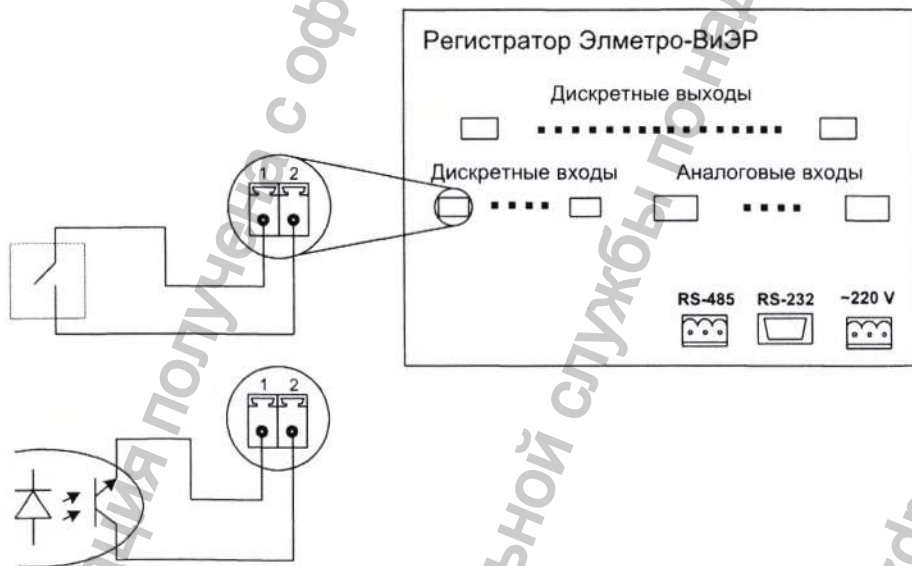 Регистратор Элметро-ВиЭР
Дискретные выходы
Дискретные входы Аналоговые входы
1 2
RS-485 RS-232 ~220 V
1 2